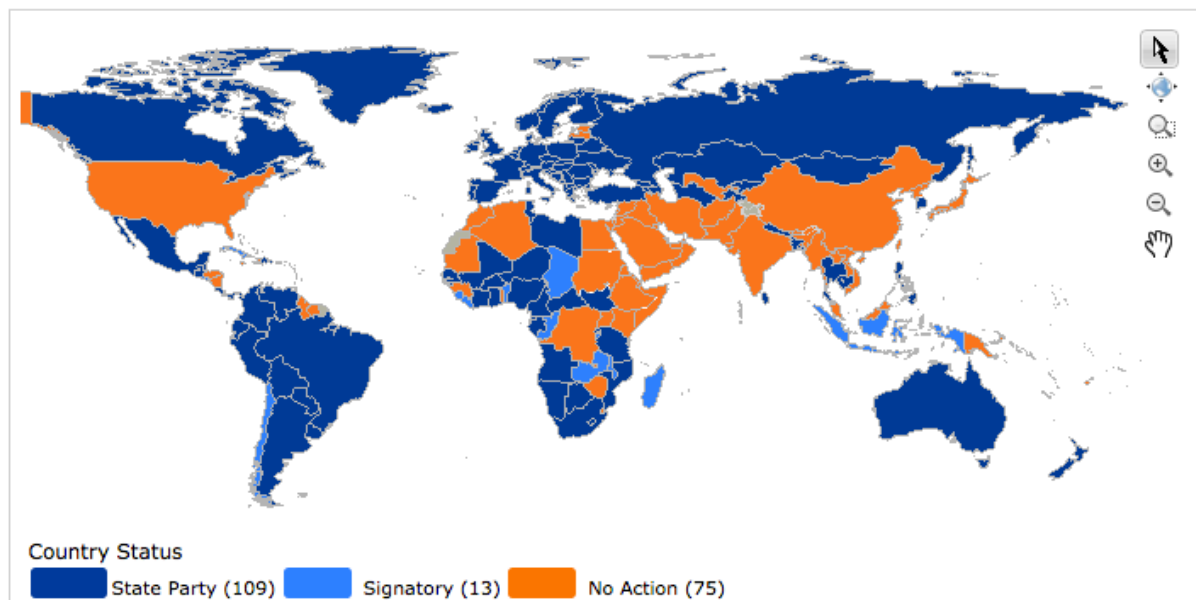 Country Status
State Party (109) Signatory (13) No Action (75)